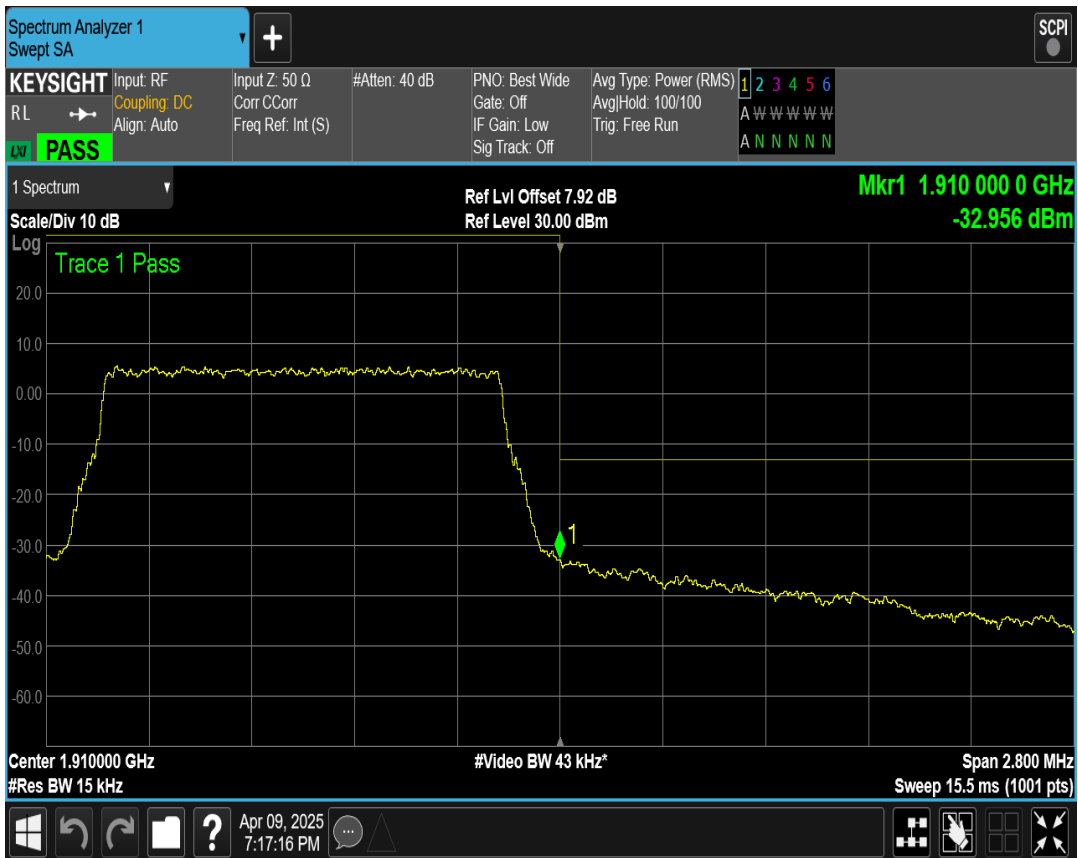 Spectrum Analyzer 1
Swept SA
SCPI
KEYSIGHT
RL
LXI PASS
Input: RF
Coupling: DC
Align: Auto
Input Z: 50 Ω
Corr CCorr
Freq Ref: Int (S)
#Atten: 40 dB
PNO: Best Wide
Gate: Off
IF Gain: Low
Sig Track: Off
Avg Type: Power (RMS)
Avg|Hold: 100/100
Trig: Free Run
1 2 3 4 5 6
A W W W W W
A N N N N N
1 Spectrum
Scale/Div 10 dB
Ref Lvl Offset 7.92 dB
Ref Level 30.00 dBm
Mkr1 1.910 000 0 GHz
-32.956 dBm
Log
Trace 1 Pass
20.0
10.0
0.00
-10.0
-20.0
-30.0
1
-40.0
-50.0
-60.0
Center 1.910000 GHz
#Video BW 43 kHz*
Span 2.800 MHz
#Res BW 15 kHz
Sweep 15.5 ms (1001 pts)
?
Apr 09, 2025
7:17:16 PM